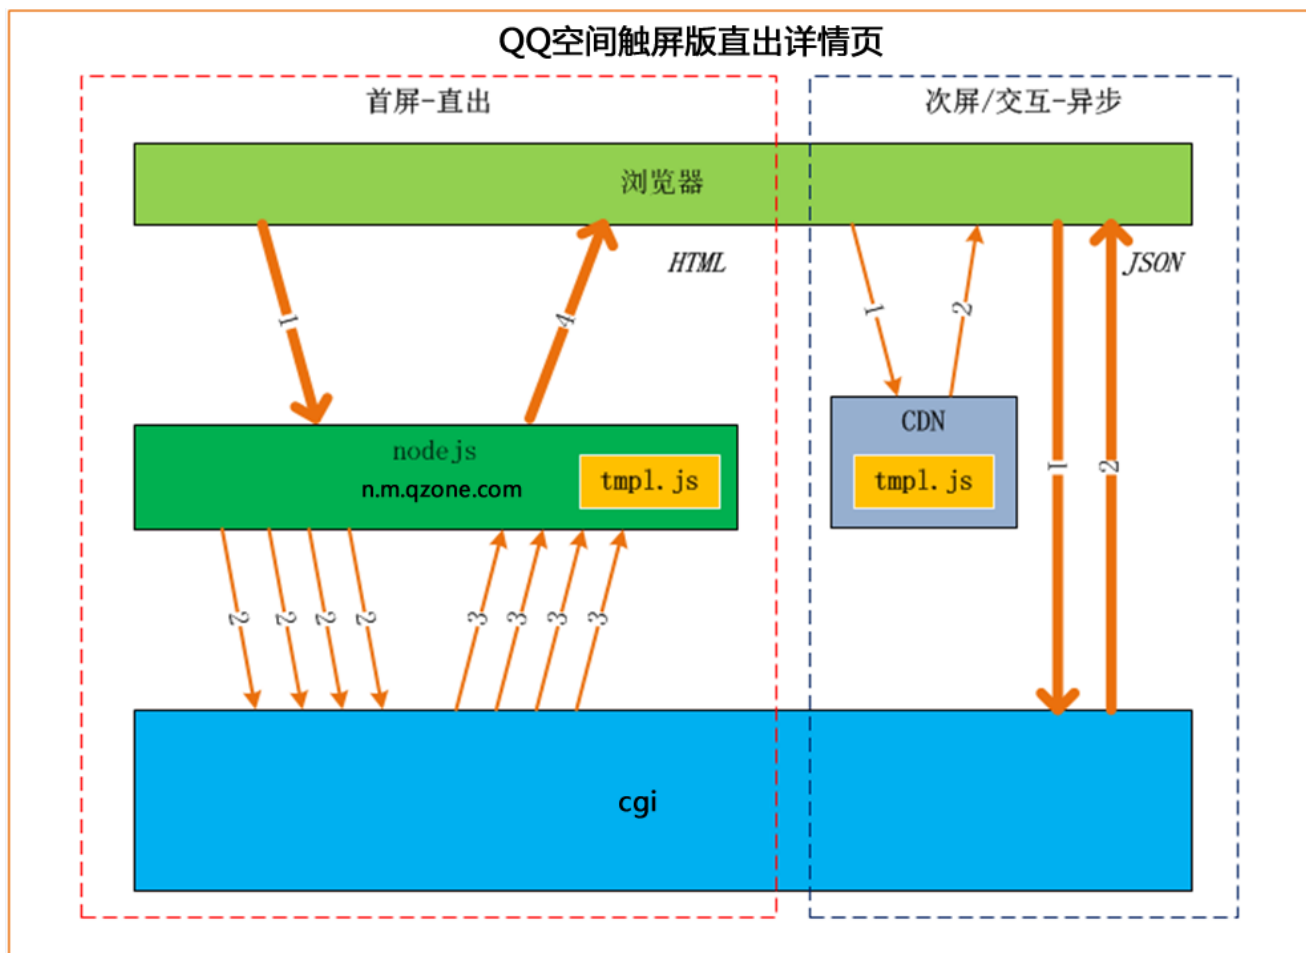 QQ空间触屏版直出详情页
首屏-直出
次屏/交互-异步
浏览器
HTML
JSON
1
4
1
2
1
2
nodejs
n.m.qzone.com
tmpl.js
CDN
tmpl.js
2
2
2
2
3
3
3
3
cgi